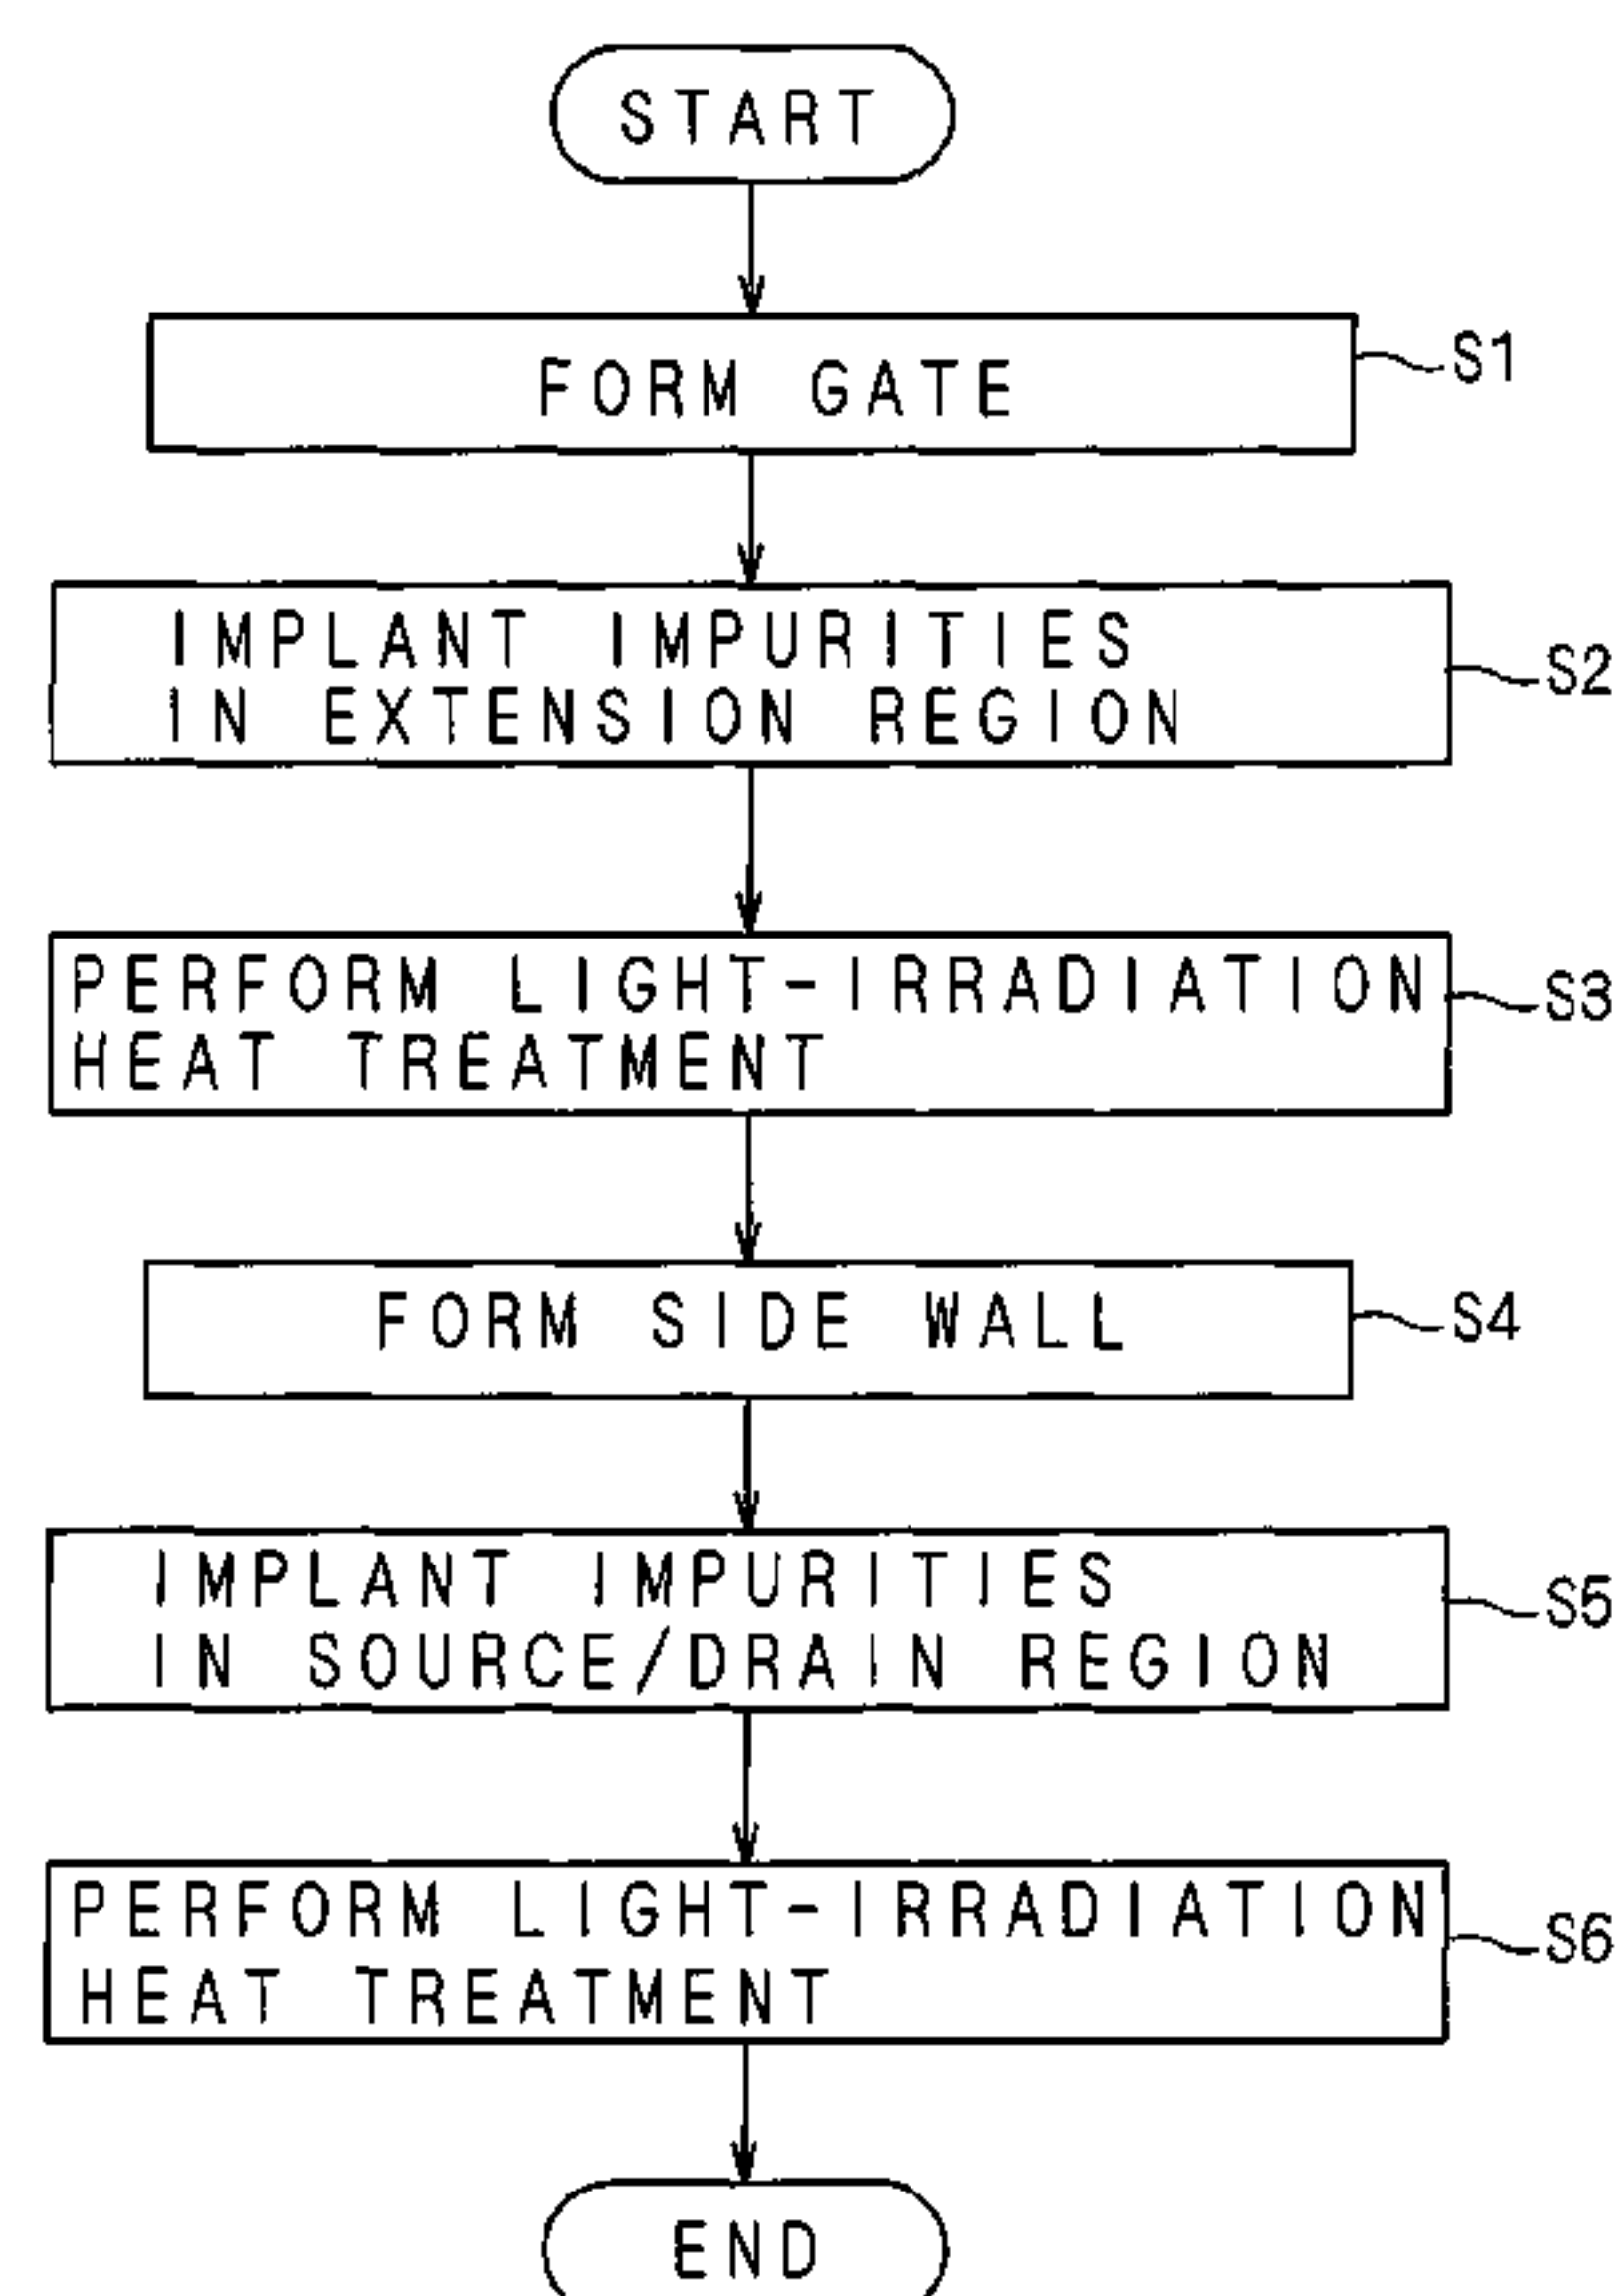 START
FORM GATE
S1
IMPLANT IMPURITIES
IN EXTENSION REGION
S2
PERFORM LIGHT-IRRADIATION
HEAT TREATMENT
S3
FORM SIDE WALL
S4
IMPLANT IMPURITIES
IN SOURCE/DRAIN REGION
S5
PERFORM LIGHT-IRRADIATION
HEAT TREATMENT
S6
END